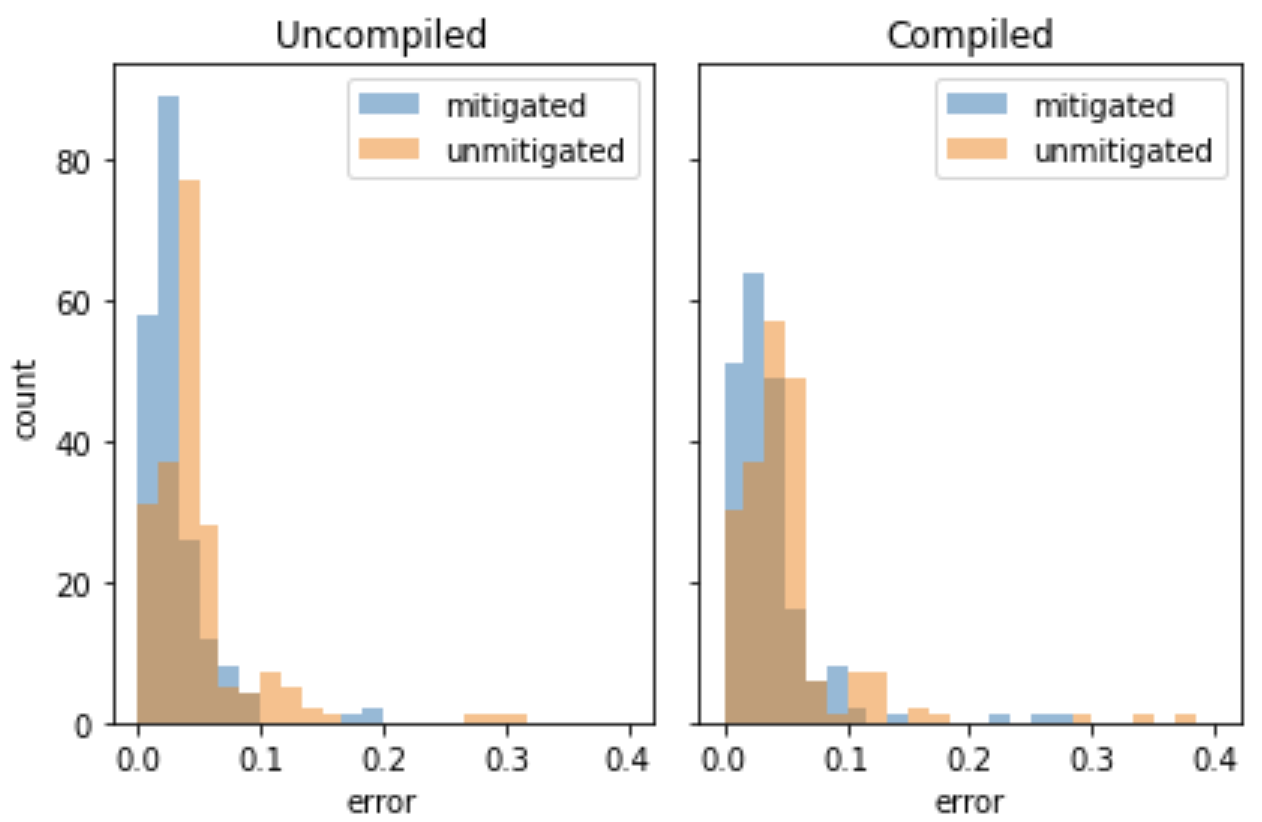 Uncompiled
mitigated
unmitigated
80
60
40
20
0
count
0.0 0.1 0.2 0.3 0.4
error
Compiled
mitigated
unmitigated
0.0 0.1 0.2 0.3 0.4
error